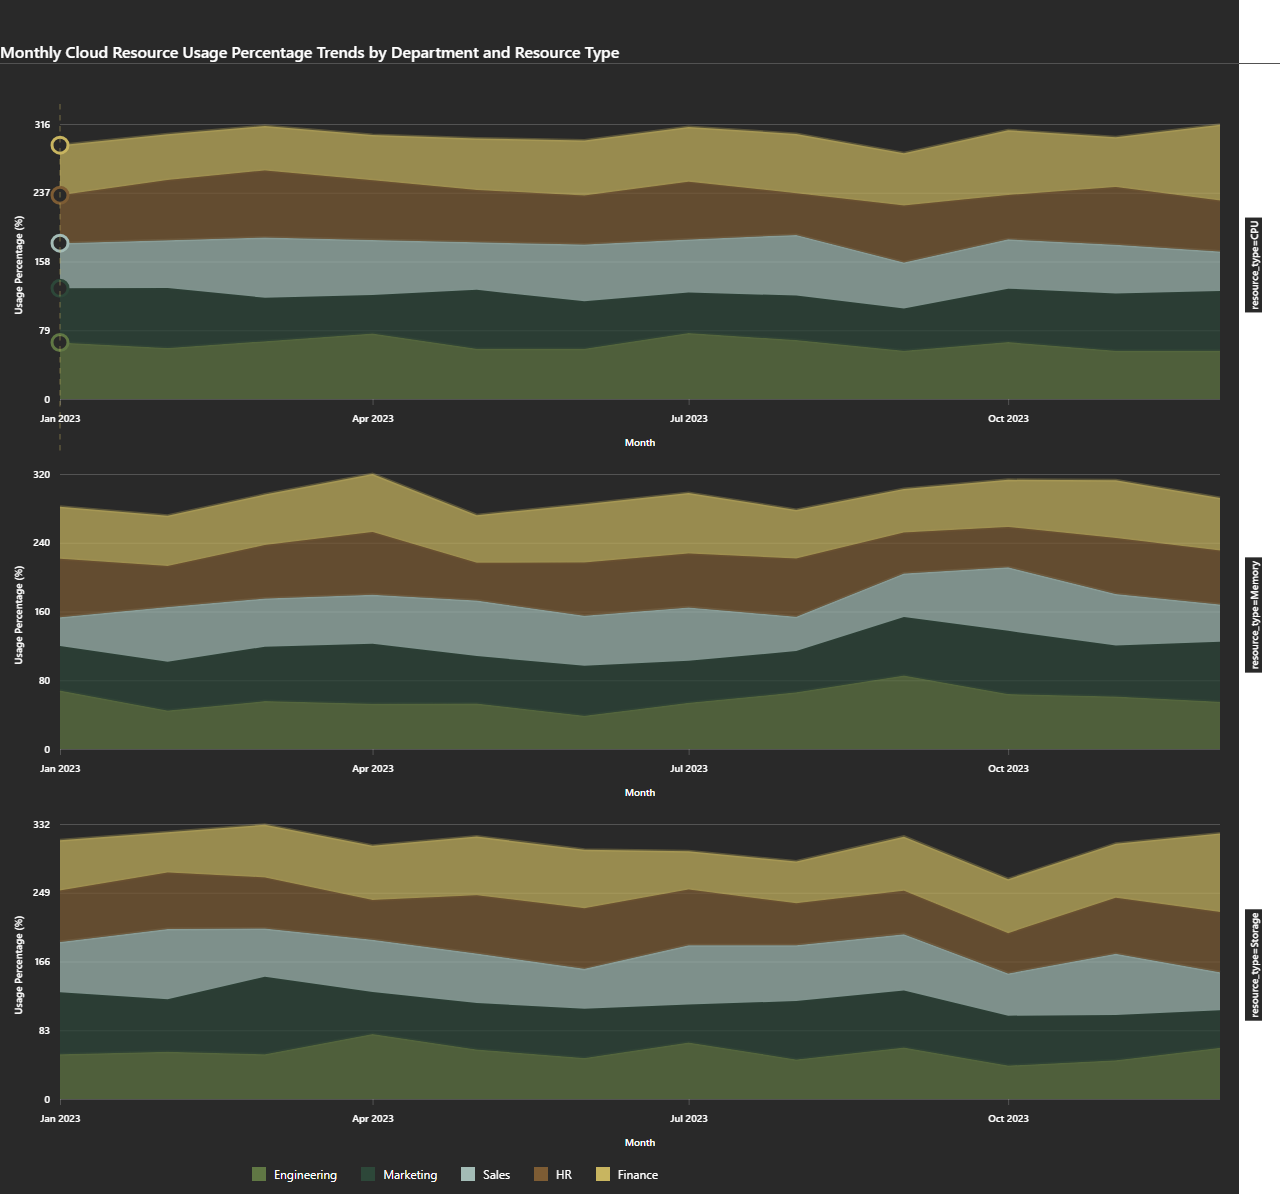 Monthly Cloud Resource Usage Percentage Trends by Department and Resource Type
316
237
158
79
0
Usage Percentage (%)
Jan 2023
Apr 2023
Jul 2023
Oct 2023
Month
resource_type=CPU
320
240
160
80
0
Usage Percentage (%)
Jan 2023
Apr 2023
Jul 2023
Oct 2023
Month
resource_type=Memory
332
249
166
83
0
Usage Percentage (%)
Jan 2023
Apr 2023
Jul 2023
Oct 2023
Month
resource_type=Storage
Engineering
Marketing
Sales
HR
Finance